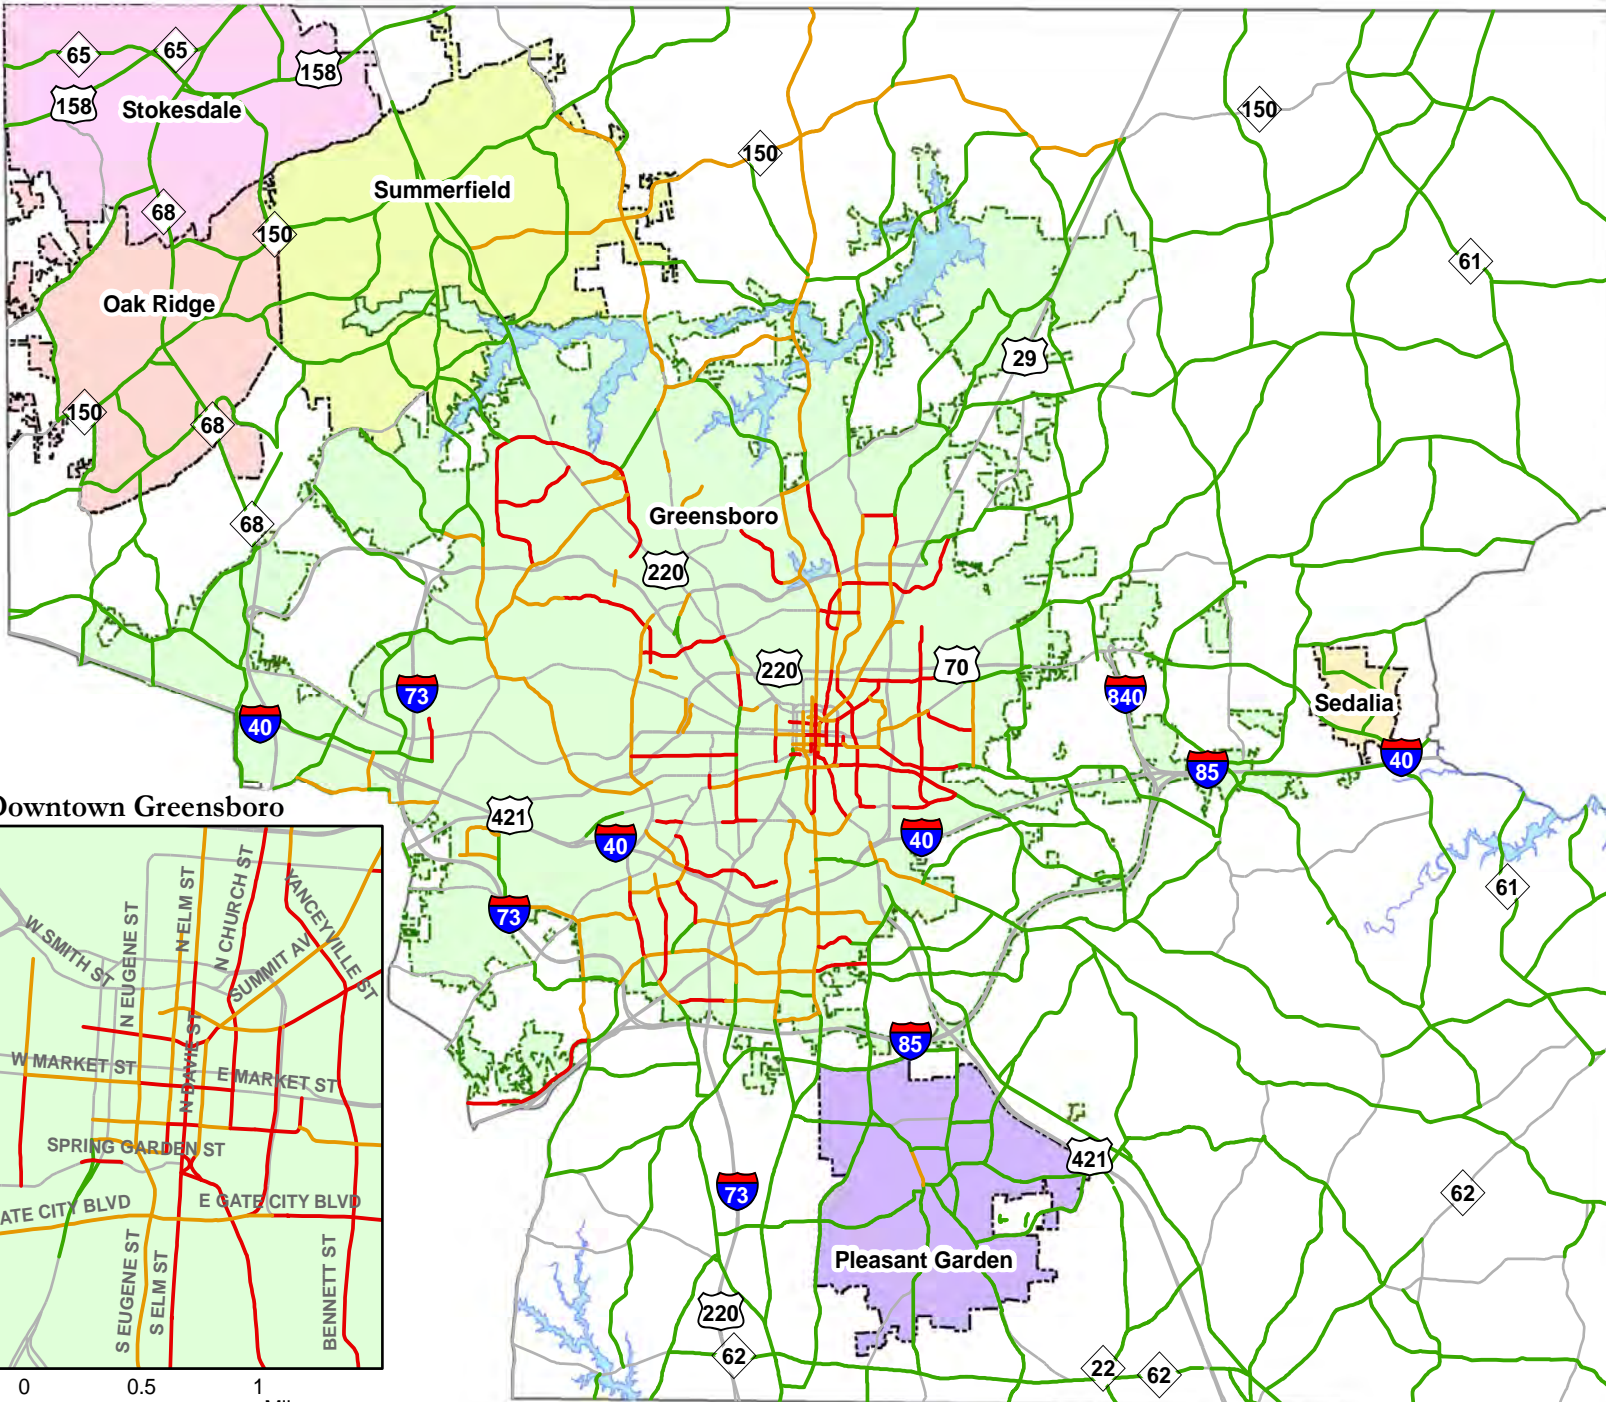 65
65
158
158
Stokesdale
150
150
Summerfield
68
150
61
Oak Ridge
29
150
68
Greensboro
68
220
220
70
73
840
Sedalia
40
40
85
Downtown Greensboro
421
40
40
61
73
N ELM ST
N CHURCH ST
YANCEYVILLE ST
W SMITH ST
N EUGENE ST
SUMMIT AV
N DAVIE ST
W MARKET ST
E MARKET ST
SPRING GARDEN ST
ATE CITY BLVD
E GATE CITY BLVD
S EUGENE ST
S ELM ST
BENNETT ST
85
421
73
62
Pleasant Garden
220
62
22
62
0 0.5 1